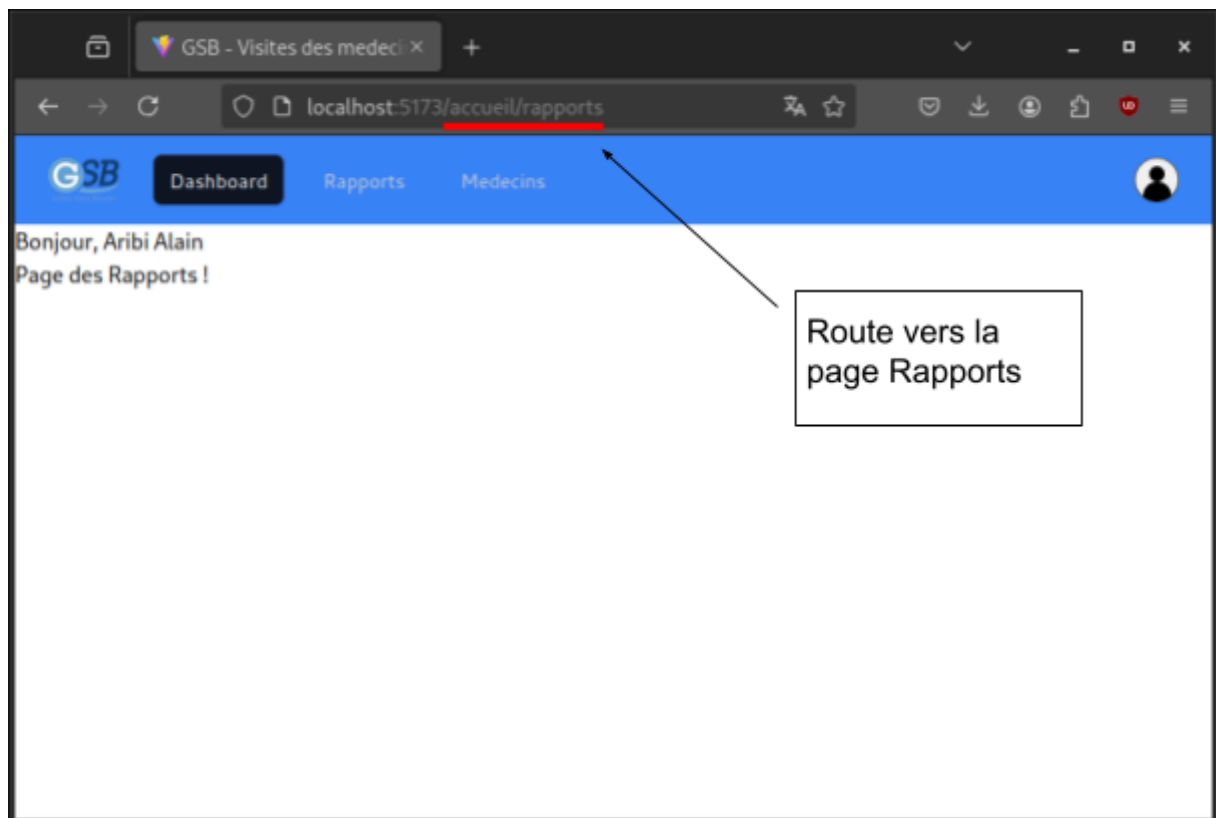 GSB - Visites des medeci
localhost:5173/accueil/rapports
GSB
Dashboard
Rapports
Medecins
Bonjour, Aribi Alain
Page des Rapports !
Route vers la
page Rapports